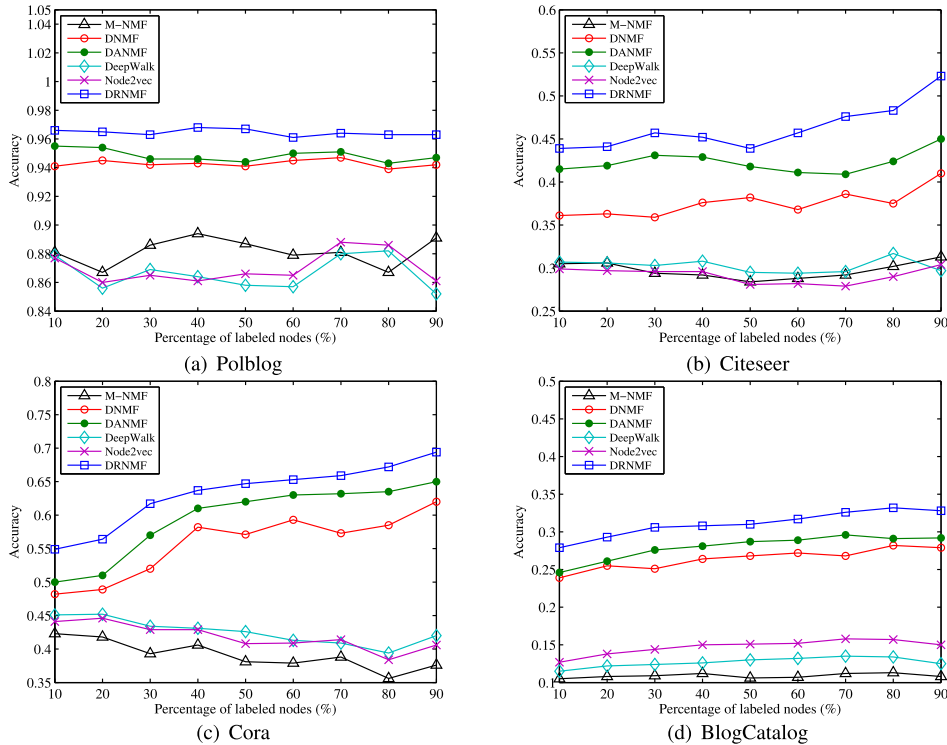 1.05
1.04
1.02
1
0.98
0.96
0.94
0.92
0.9
0.88
0.86
0.84
Accuracy
M−NMF
DNMF
DANMF
DeepWalk
Node2vec
DRNMF
10 20 30 40 50 60 70 80 90
Percentage of labeled nodes (%)
(a) Polblog
0.6
0.55
0.5
0.45
0.4
0.35
0.3
0.25
Accuracy
M−NMF
DNMF
DANMF
DeepWalk
Node2vec
DRNMF
10 20 30 40 50 60 70 80 90
Percentage of labeled nodes (%)
(b) Citeseer
0.8
0.75
0.7
0.65
0.6
0.55
0.5
0.45
0.4
0.35
Accuracy
M−NMF
DNMF
DANMF
DeepWalk
Node2vec
DRNMF
10 20 30 40 50 60 70 80 90
Percentage of labeled nodes (%)
(c) Cora
0.5
0.45
0.4
0.35
0.3
0.25
0.2
0.15
0.1
Accuracy
M−NMF
DNMF
DANMF
DeepWalk
Node2vec
DRNMF
10 20 30 40 50 60 70 80 90
Percentage of labeled nodes (%)
(d) BlogCatalog